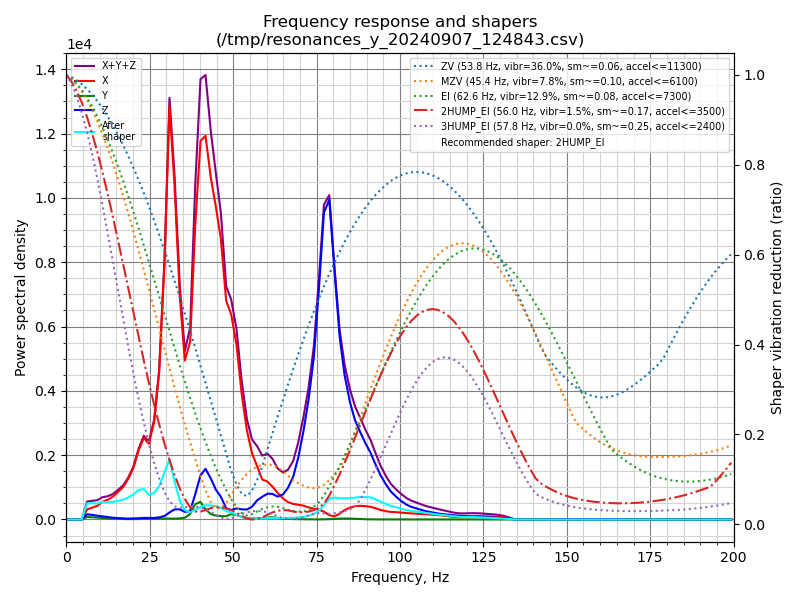 Frequency response and shapers
(/tmp/resonances_y_20240907_124843.csv)
1e4
X+Y+Z
X
Y
Z
After
shaper
ZV (53.8 Hz, vibr=36.0%, sm~=0.06, accel<=11300)
MZV (45.4 Hz, vibr=7.8%, sm~=0.10, accel<=6100)
EI (62.6 Hz, vibr=12.9%, sm~=0.08, accel<=7300)
2HUMP_EI (56.0 Hz, vibr=1.5%, sm~=0.17, accel<=3500)
3HUMP_EI (57.8 Hz, vibr=0.0%, sm~=0.25, accel<=2400)
Recommended shaper: 2HUMP_EI
Power spectral density
1.4
1.2
1.0
0.8
0.6
0.4
0.2
0.0
Shaper vibration reduction (ratio)
1.0
0.8
0.6
0.4
0.2
0.0
0 25 50 75 100 125 150 175 200
Frequency, Hz